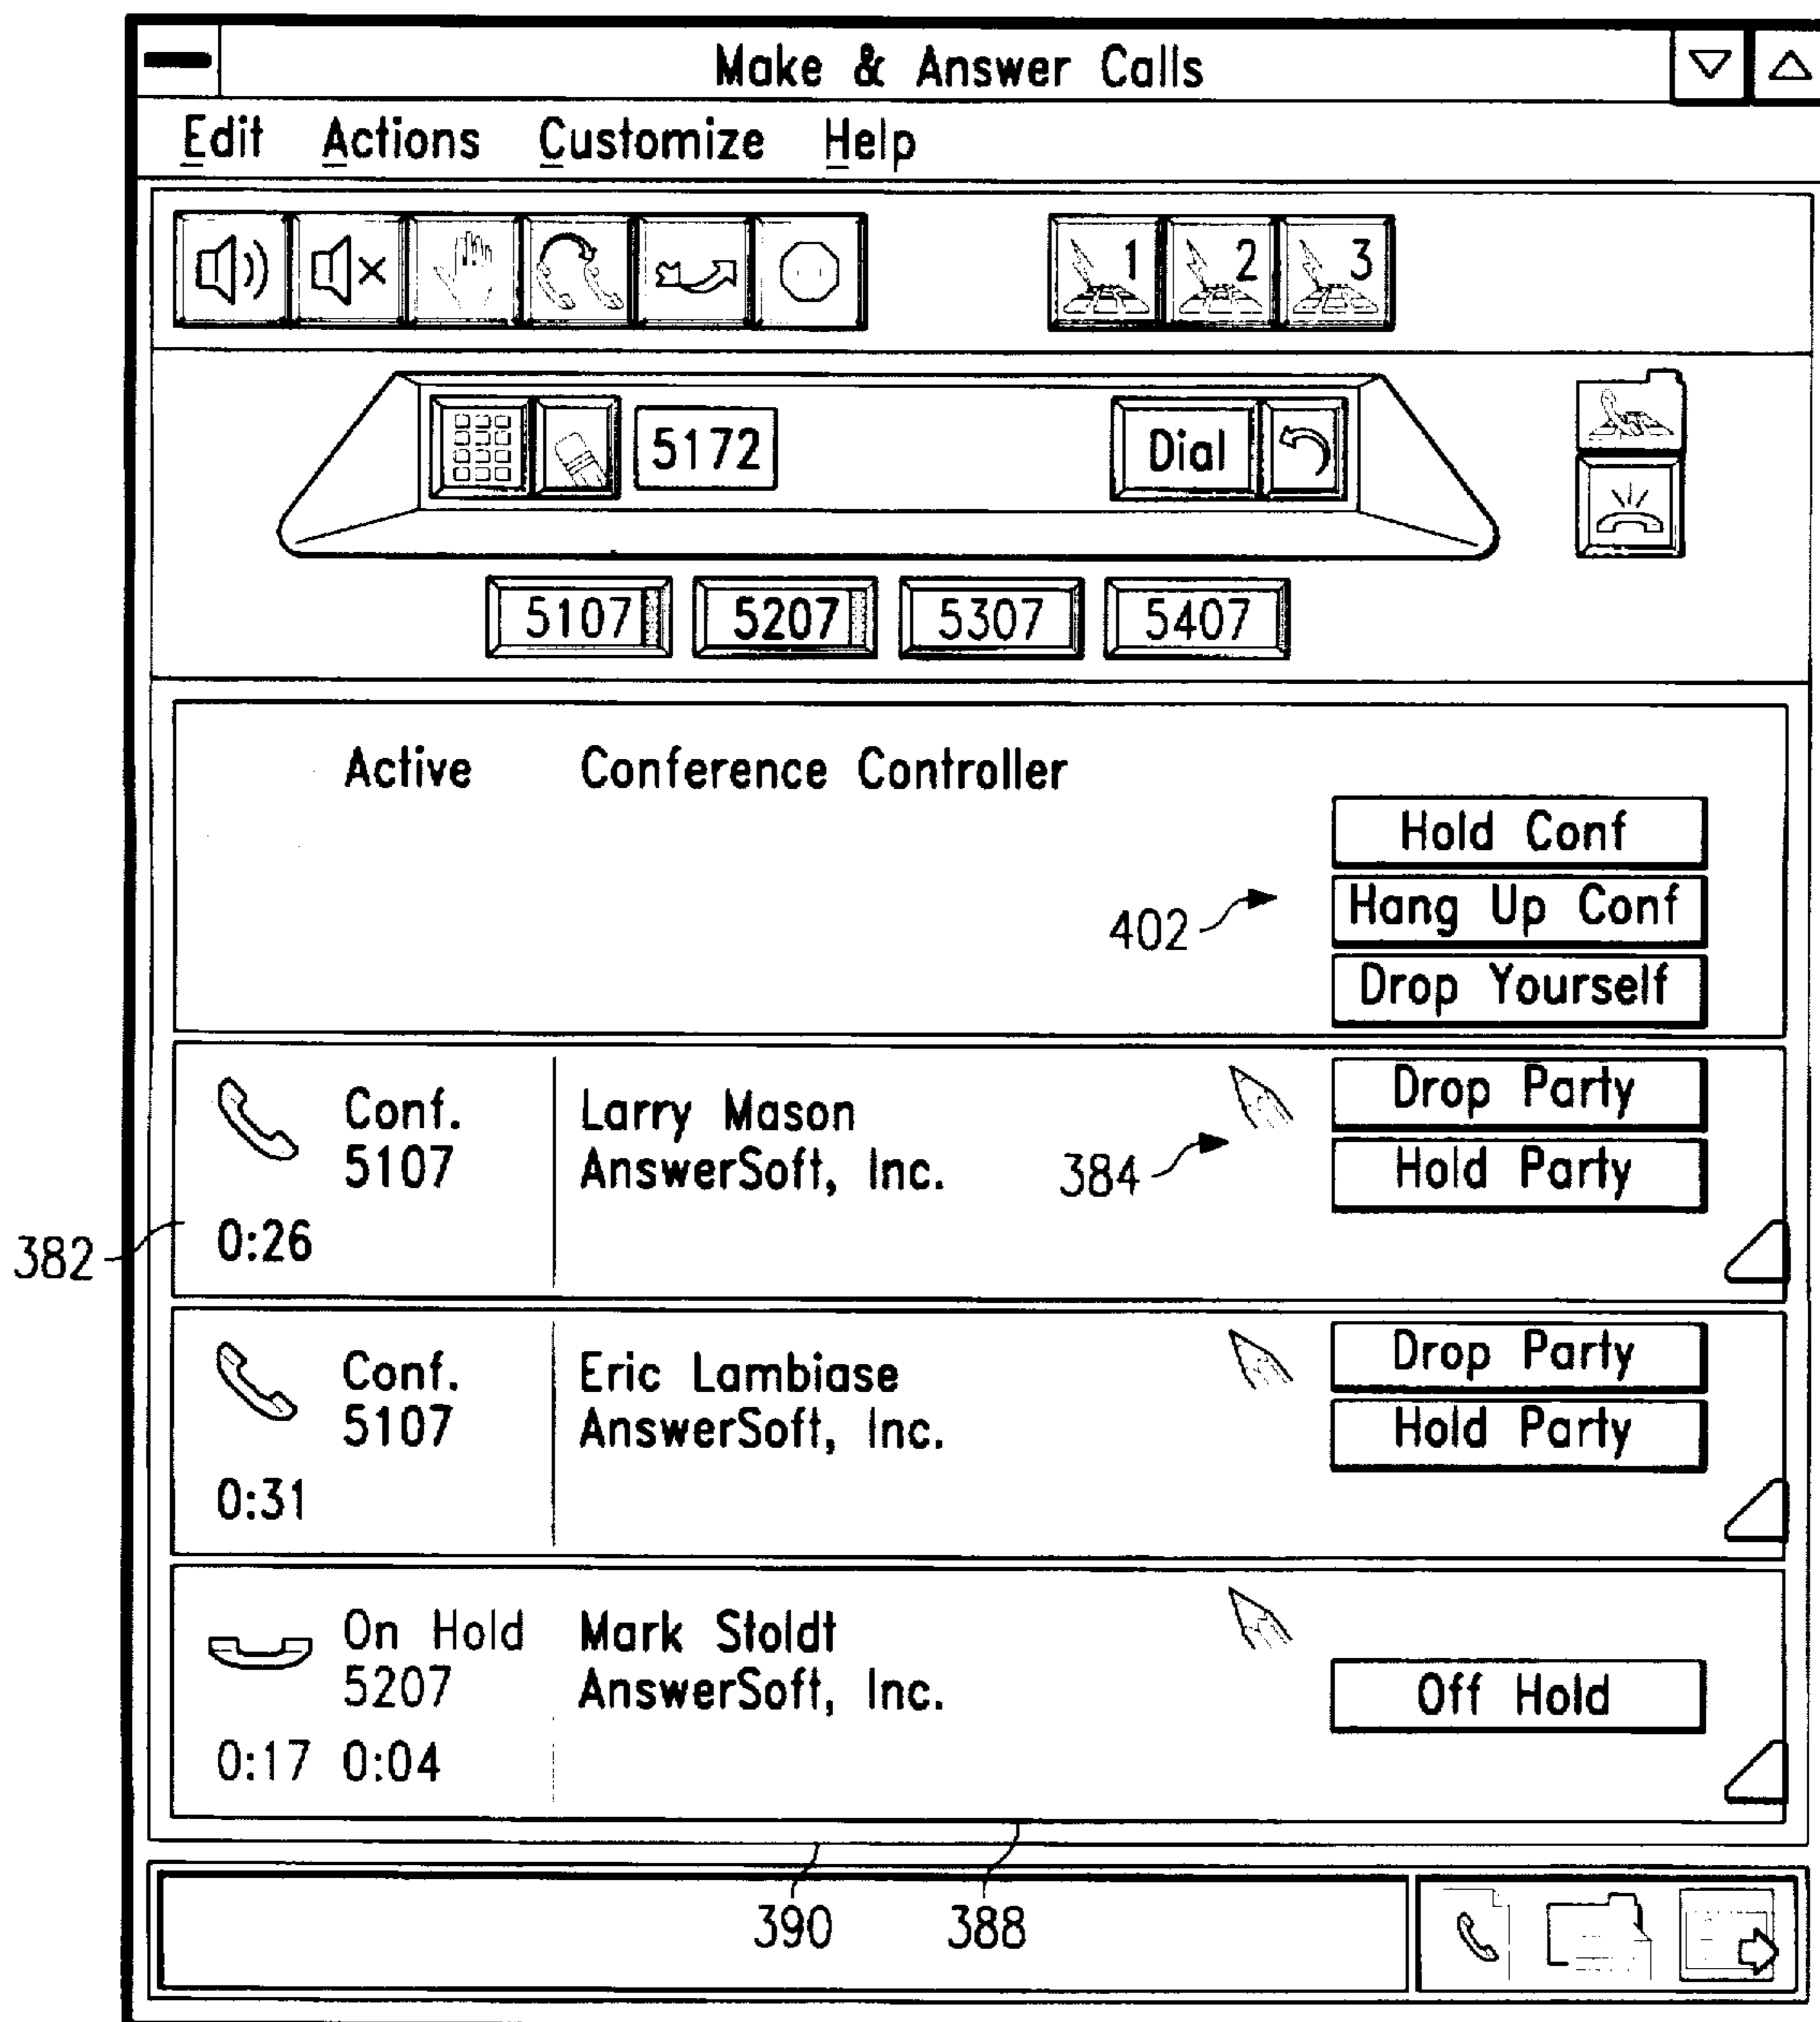 Make & Answer Calls
Edit Actions Customize Help
1 2 3
5172 Dial
5107 5207 5307 5407
Active Conference Controller
Hold Conf
402 Hang Up Conf
Drop Yourself
Conf. Larry Mason Drop Party
5107 AnswerSoft, Inc. 384 Hold Party
382 0:26
Conf. Eric Lambiase Drop Party
5107 AnswerSoft, Inc. Hold Party
0:31
On Hold Mark Stoldt
5207 AnswerSoft, Inc. Off Hold
0:17 0:04
390 388